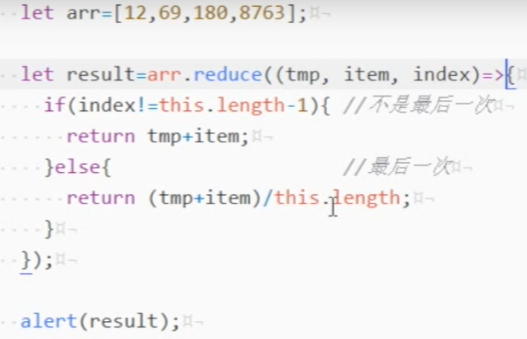 let arr=[12,69,180,8763];
let result=arr.reduce((tmp, item, index)=>{
if(index!=this.length-1){ //不是最后一次
return tmp+item;
}else{ //最后一次
return (tmp+item)/this.length;
}
});
alert(result);